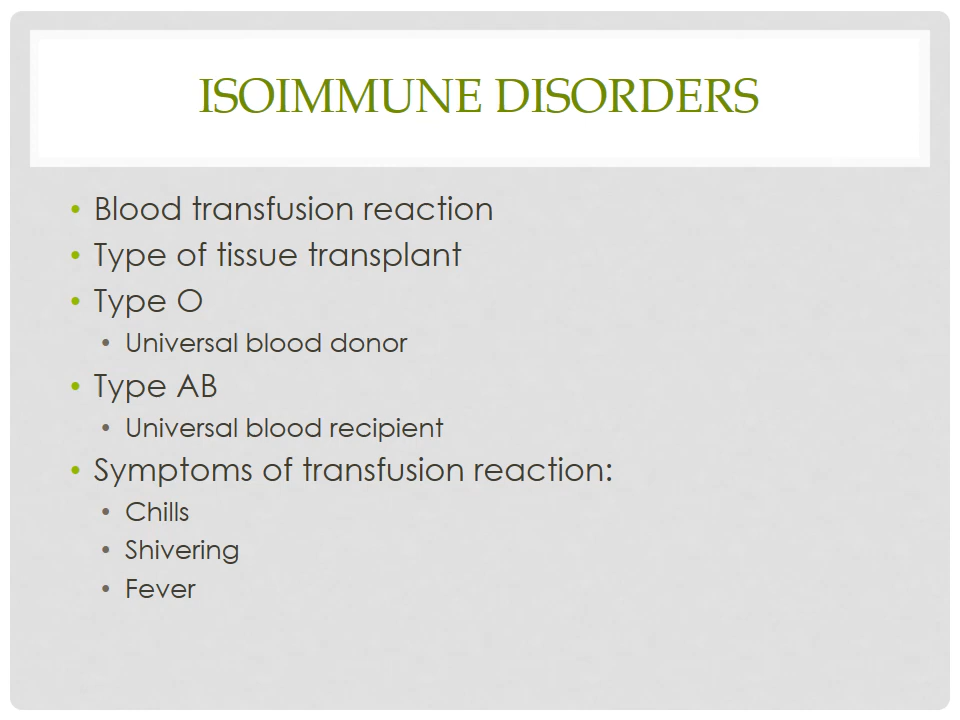 ISOIMMUNE DISORDERS
• Blood transfusion reaction
• Type of tissue transplant
• Type O
• Universal blood donor
• Type AB
• Universal blood recipient
• Symptoms of transfusion reaction:
• Chills
• Shivering
• Fever